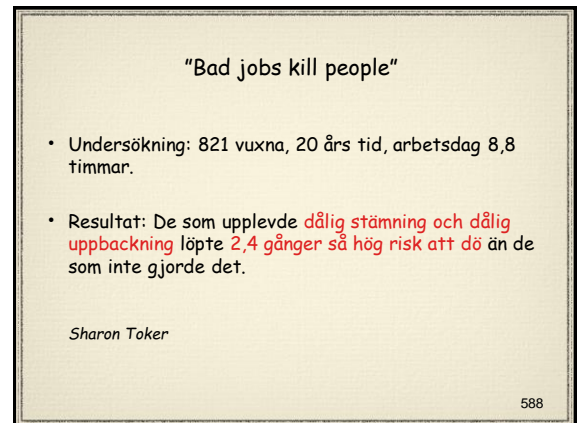 "Bad jobs kill people"
• Undersökning: 821 vuxna, 20 års tid, arbetsdag 8,8
timmar.
• Resultat: De som upplevde dålig stämning och dålig
uppbackning löpte 2,4 gånger så hög risk att dö än de
som inte gjorde det.
Sharon Toker
588